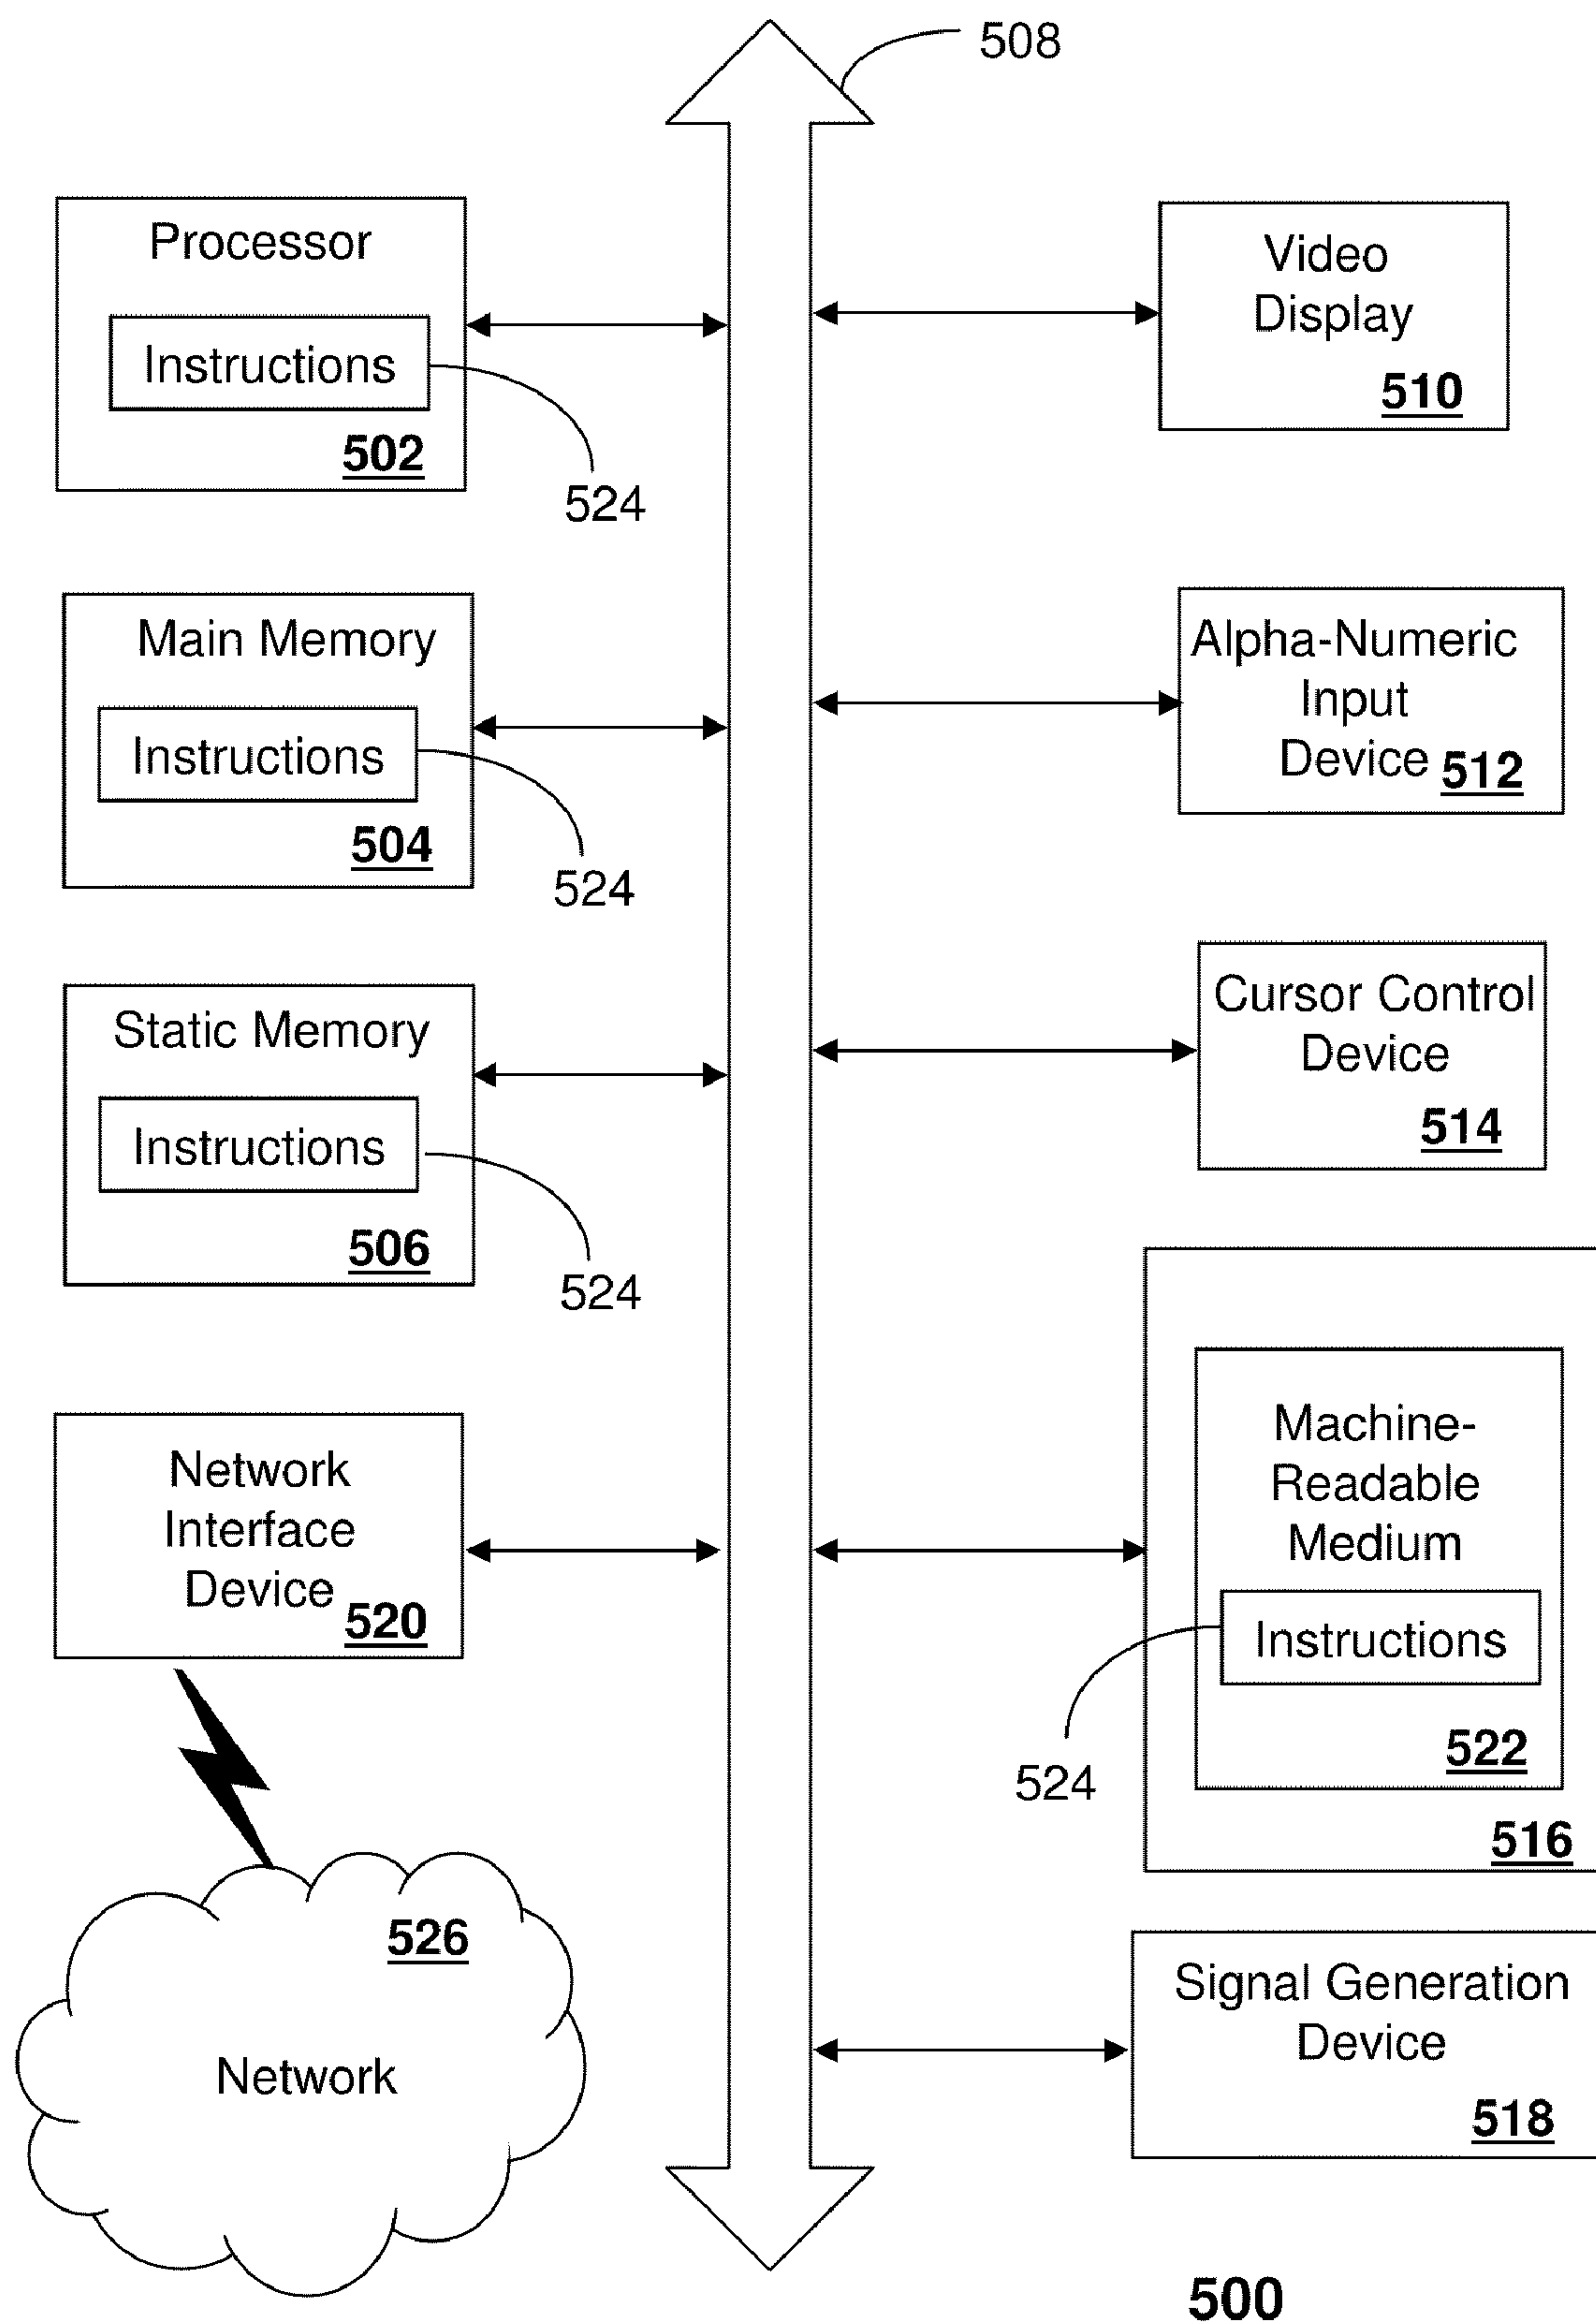 508
Processor
Instructions
502
524
Main Memory
Instructions
504
524
Static Memory
Instructions
506
524
Network
Interface
Device
520
526
Network
Video
Display
510
Alpha-Numeric
Input
Device
512
Cursor Control
Device
514
Machine-
Readable
Medium
Instructions
524
522
516
Signal Generation
Device
518
500